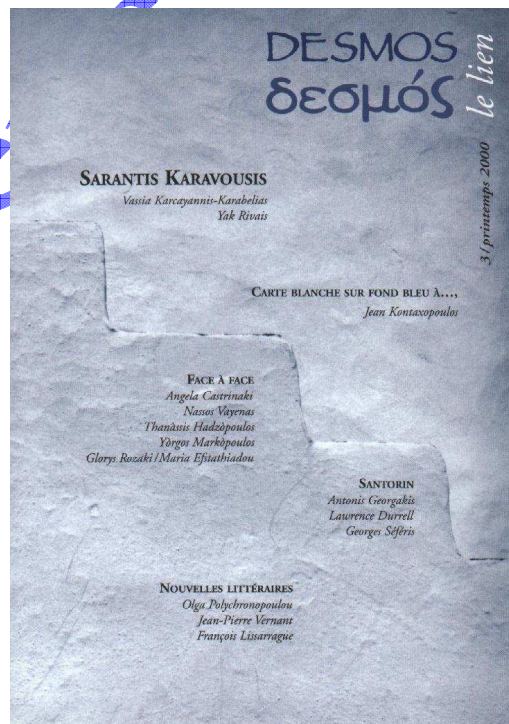 DESMOS
δεσμός
le lien
3/printemps 2000
SARANTIS KARAVOUSIS
Vassia Karcayannis-Karabelias
Yak Rivais
CARTE BLANCHE SUR FOND BLEU À...,
Jean Kontaxopoulos
FACE À FACE
Angela Castrinaki
Nassos Vayenas
Thanàssis Hadzòpoulos
Yòrgos Markòpoulos
Glorys Rozàki/Maria Efstathiadou
SANTORIN
Antonis Georgakis
Lawrence Durrell
Georges Séféris
NOUVELLES LITTÉRAIRES
Olga Polychronopoulou
Jean-Pierre Vernant
François Lissarrague